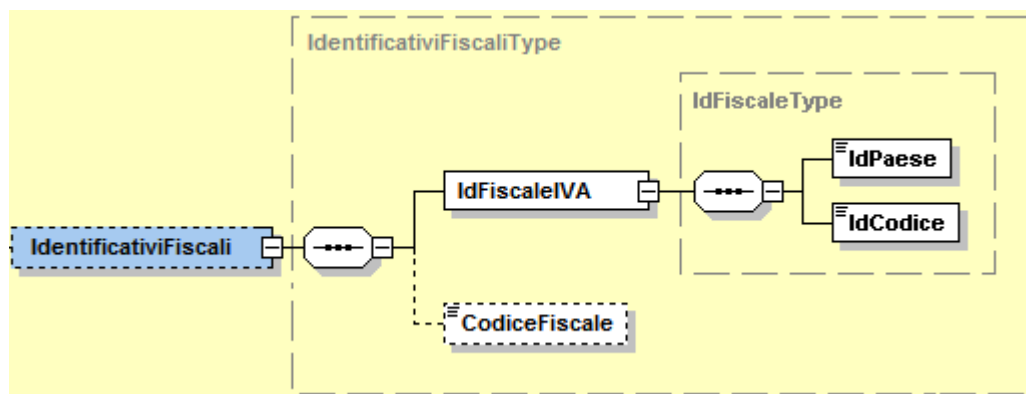 IdentificativiFiscaliType
IdFiscaleType
IdPaese
IdFiscaleIVA
IdCodice
IdentificativiFiscali
CodiceFiscale